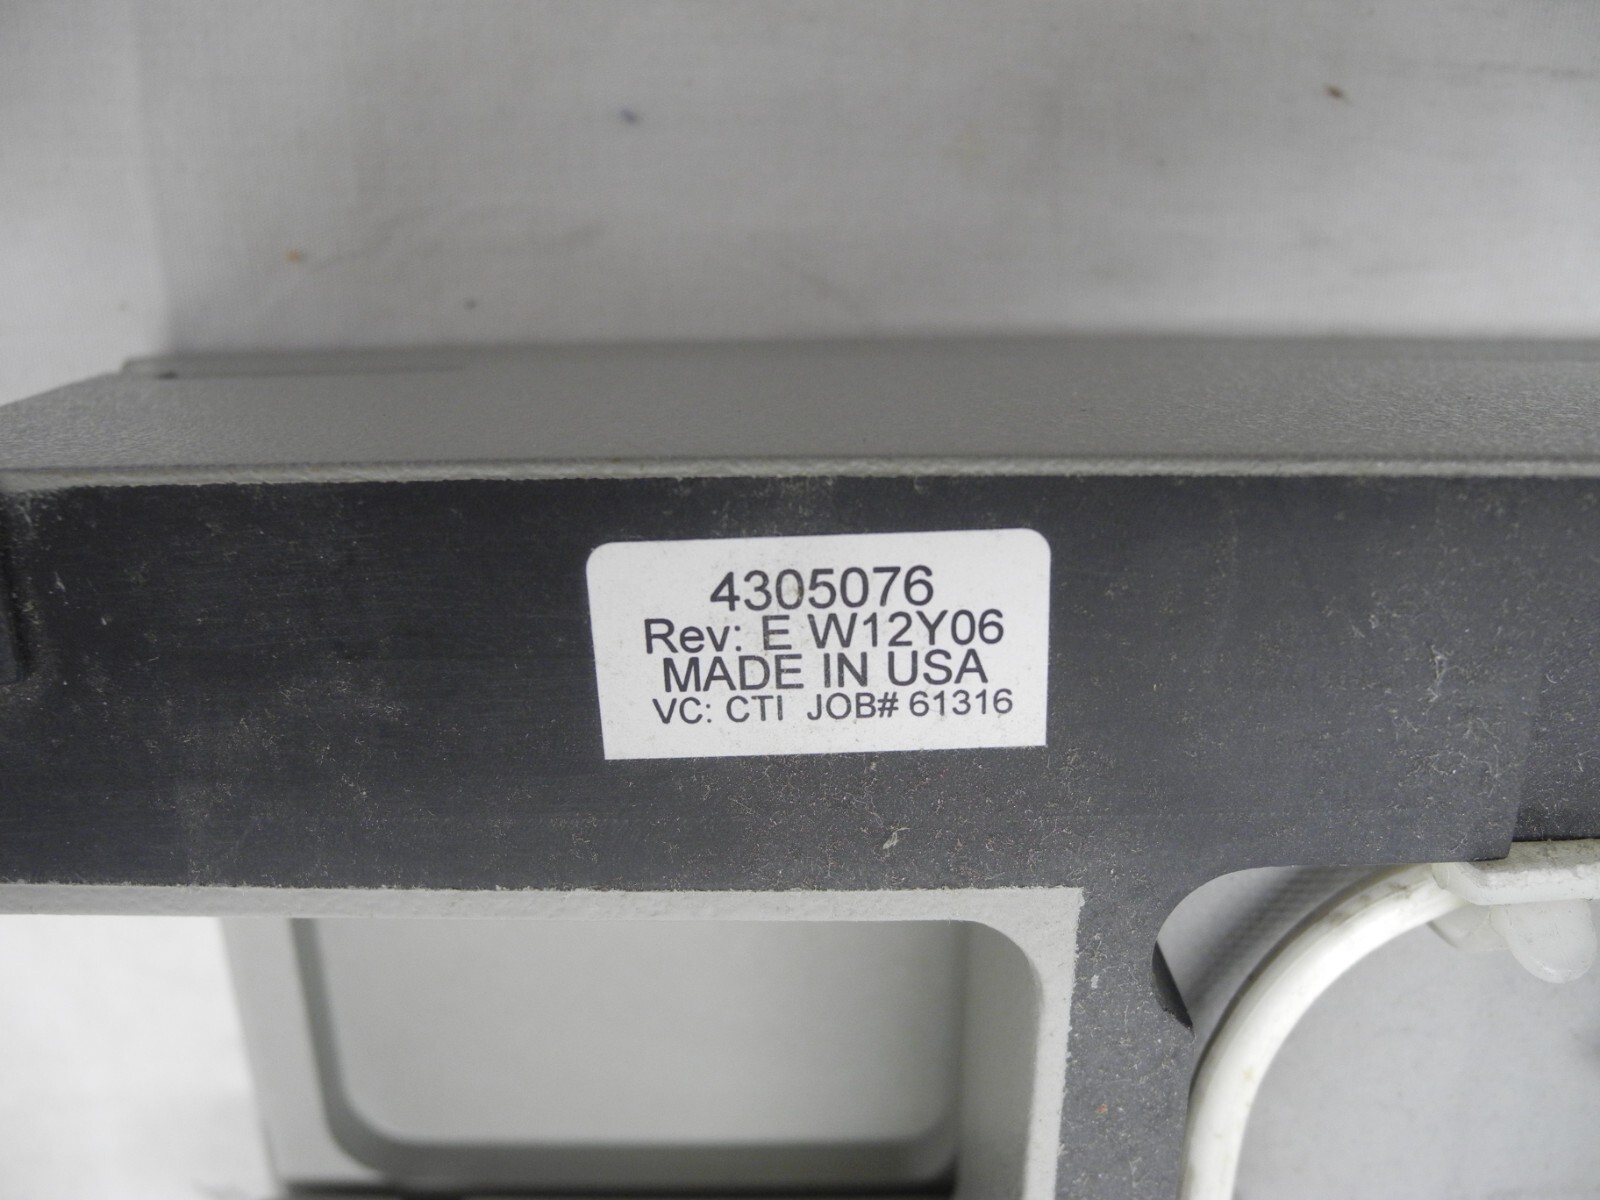 4305076
Rev: E W12Y06
MADE IN USA
VC: CTI JOB# 61316